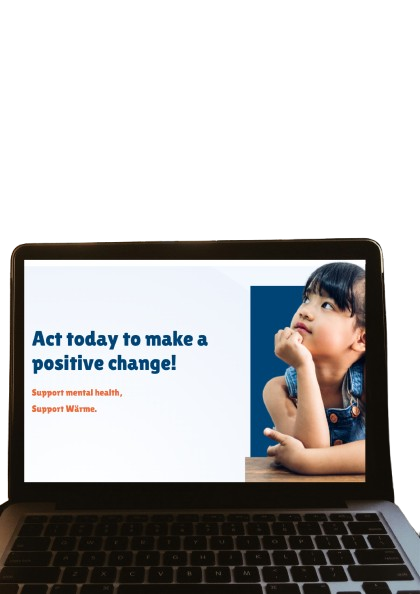 Act today to make a
positive change!
Support mental health,
Support Wärme.